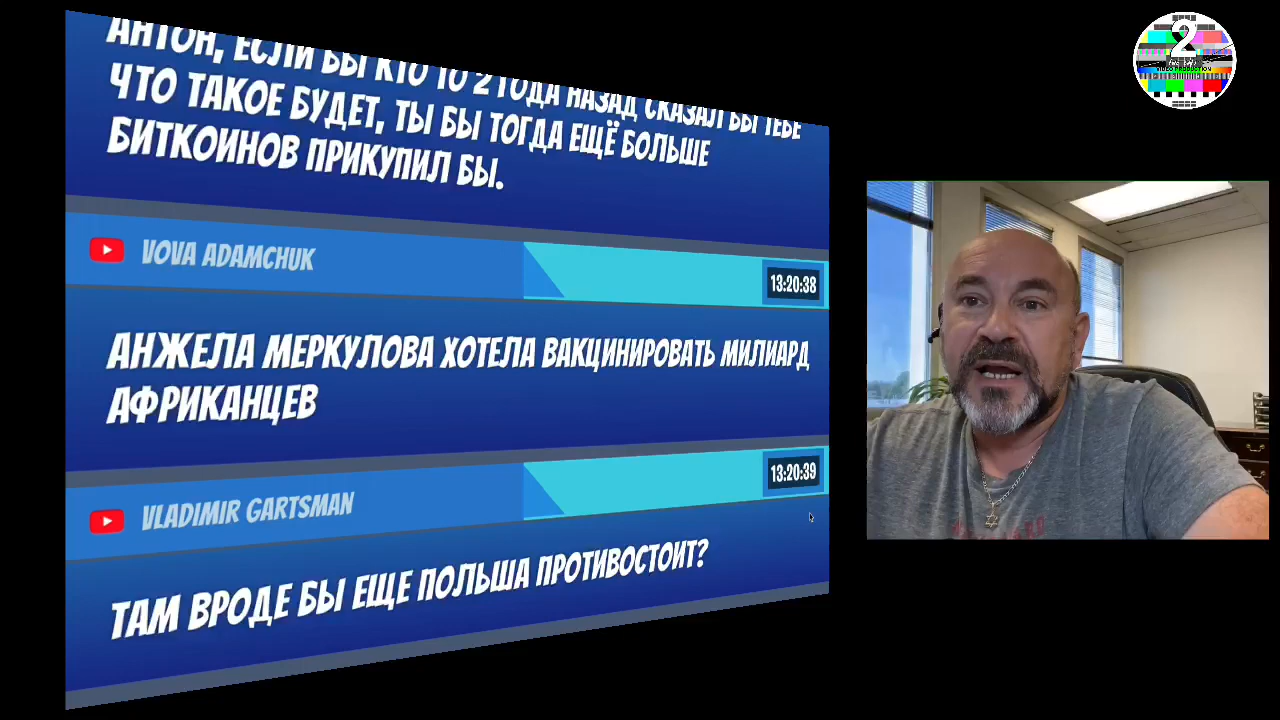 АНТОН, ЕСЛИ БЫ КТО ТО 2 ГОДА НАЗАД СКАЗАЛ БЫ ТЕБЕ
ЧТО ТАКОЕ БУДЕТ, ТЫ БЫ ТОГДА ЕЩЁ БОЛЬШЕ
БИТКОИНОВ ПРИКУПИЛ БЫ.
VOVA ADAMCHUK
13:20:38
АНЖЕЛА МЕРКУЛОВА ХОТЕЛА ВАКЦИНИРОВАТЬ МИЛИАРД
АФРИКАНЦЕВ
VLADIMIR GARTSMAN
13:20:39
ТАМ ВРОДЕ БЫ ЕЩЕ ПОЛЬША ПРОТИВОСТОИТ?
2